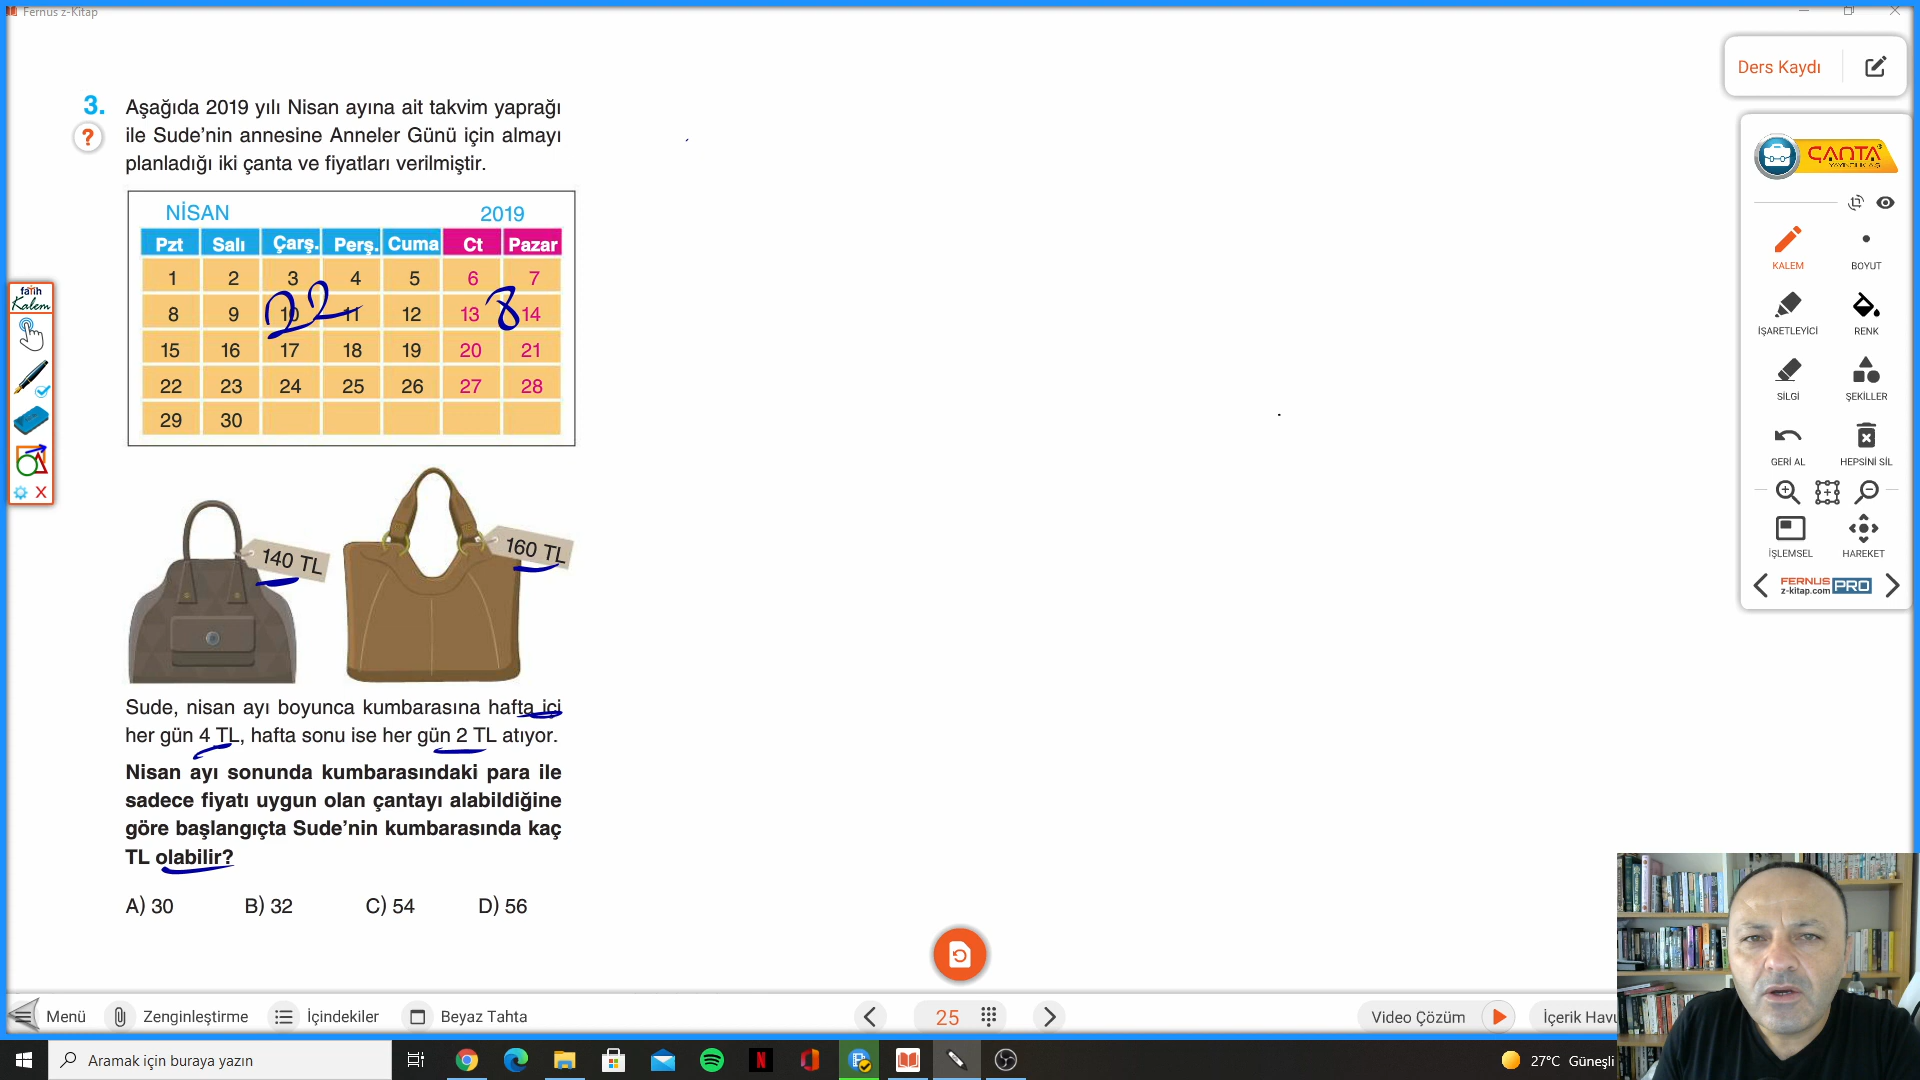 Fernus z-Kitap
Ders Kaydı
3. Aşağıda 2019 yılı Nisan ayına ait takvim yaprağı
? ile Sude'nin annesine Anneler Günü için almayı
planladığı iki çanta ve fiyatları verilmiştir.
NİSAN 2019
Pzt Salı Çarş. Perş. Cuma Ct Pazar
1 2 3 4 5 6 7
8 9 10 11 12 13 14
15 16 17 18 19 20 21
22 23 24 25 26 27 28
29 30
22 8
140 TL
160 TL
Sude, nisan ayı boyunca kumbarasına hafta içi
her gün 4 TL, hafta sonu ise her gün 2 TL atıyor.
Nisan ayı sonunda kumbarasındaki para ile
sadece fiyatı uygun olan çantayı alabildiğine
göre başlangıçta Sude'nin kumbarasında kaç
TL olabilir?
A) 30 B) 32 C) 54 D) 56
fatih
Kalem
X
ÇANTA
YAYINCILIK A.Ş.
KALEM BOYUT
İŞARETLEYİCİ RENK
SİLGİ ŞEKİLLER
GERİ AL HEPSİNİ SİL
İŞLEMSEL HAREKET
FERNUS PRO
z-kitap.com
Menü Zenginleştirme İçindekiler Beyaz Tahta 25 Video Çözüm İçerik Havu
Aramak için buraya yazın 27°C Güneşli